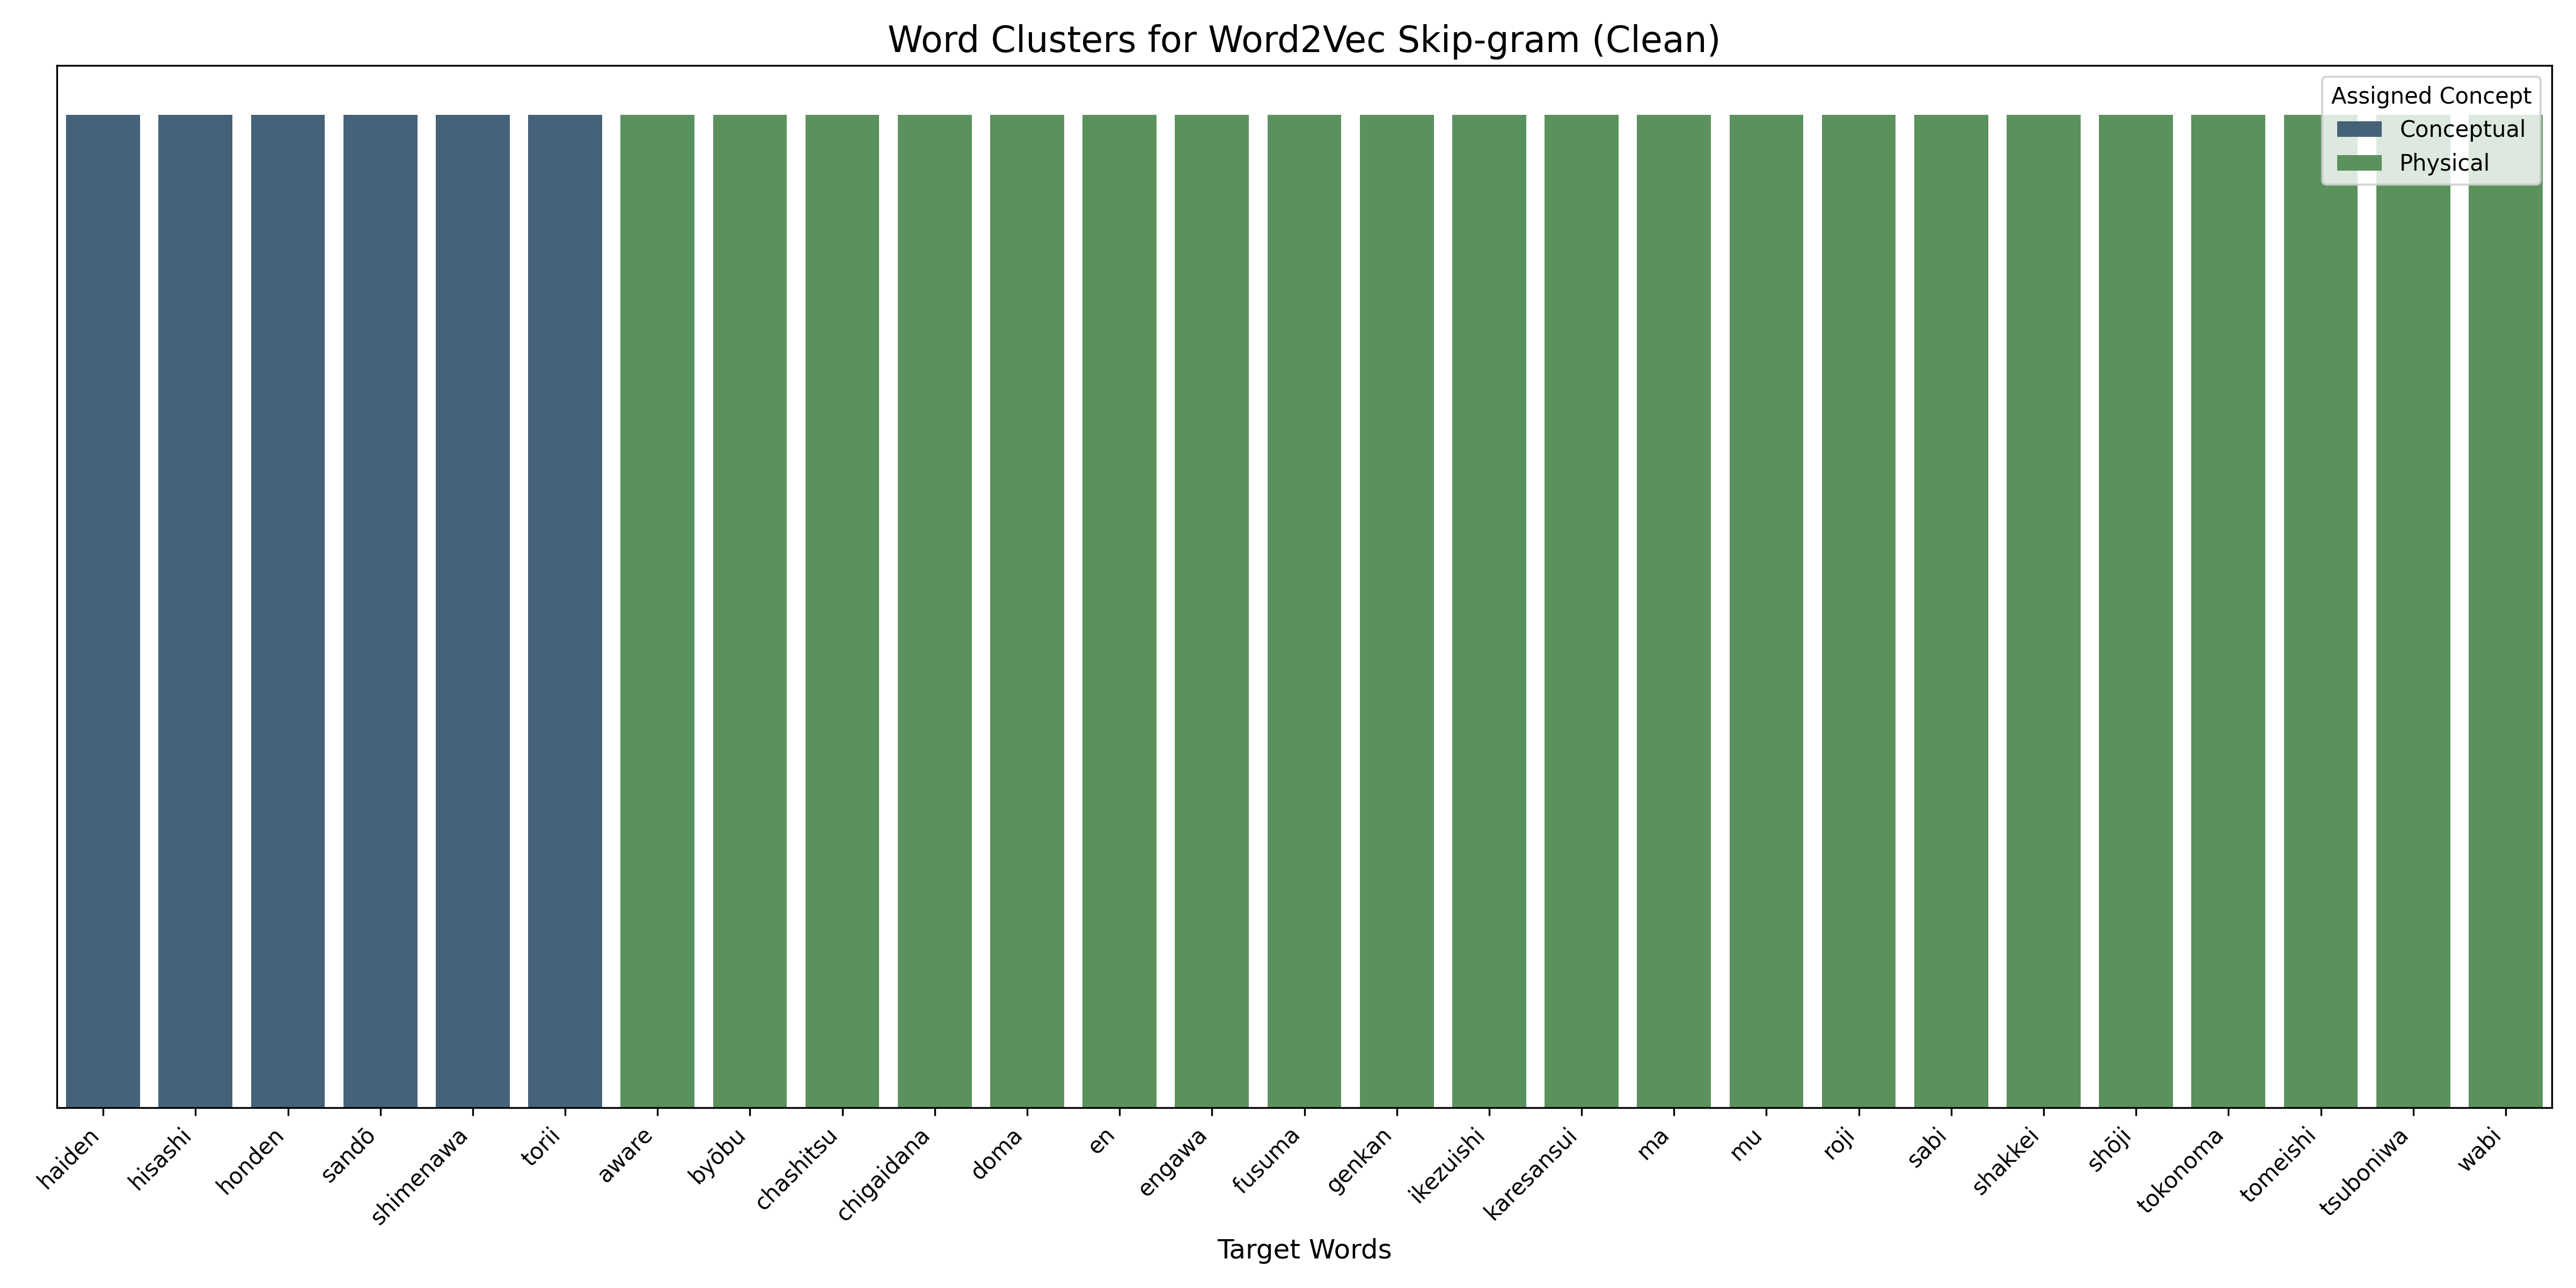 Word Clusters for Word2Vec Skip-gram (Clean)
Assigned Concept
Conceptual
Physical
haiden
hisashi
honden
sandō
shimenawa
torii
aware
byōbu
chashitsu
chigaidana
doma
en
engawa
fusuma
genkan
ikezuishi
karesansui
ma
mu
roji
sabi
shakkei
shōji
tokonoma
tomeishi
tsuboniwa
wabi
Target Words